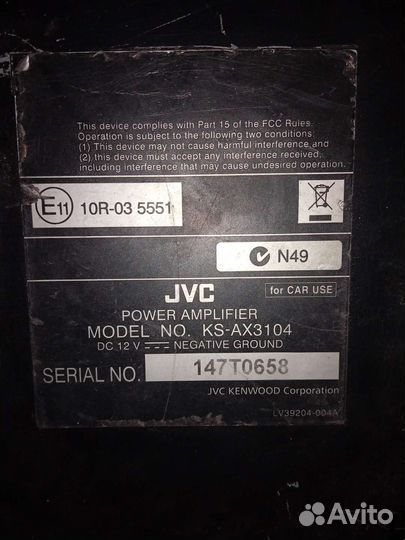 This device complies with Part 15 of the FCC Rules.
Operation is subject to the following two conditions:
(1) This device may not cause harmful interference and
(2) this device must accept any interference received,
including interference that may cause undesired operation.
E11 10R-03 5551
N49
JVC
for CAR USE
POWER AMPLIFIER
MODEL NO. KS-AX3104
DC 12 V ⎓ NEGATIVE GROUND
SERIAL NO. 147T0658
JVC KENWOOD Corporation
LV39204-004A
Avito